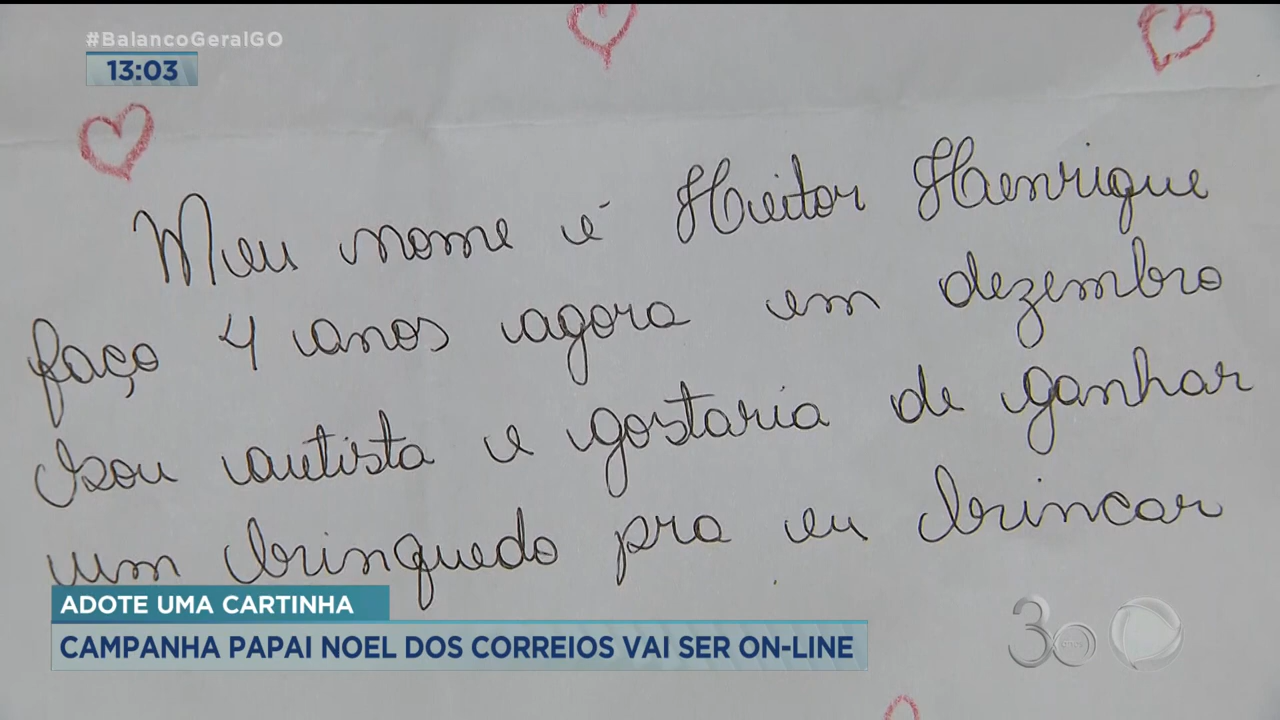 #BalancoGeralGO
13:03
Meu nome é Heitor Henrique
faço 4 anos agora em dezembro
sou autista e gostaria de ganhar
um brinquedo pra eu brincar
ADOTE UMA CARTINHA
CAMPANHA PAPAI NOEL DOS CORREIOS VAI SER ON-LINE
30